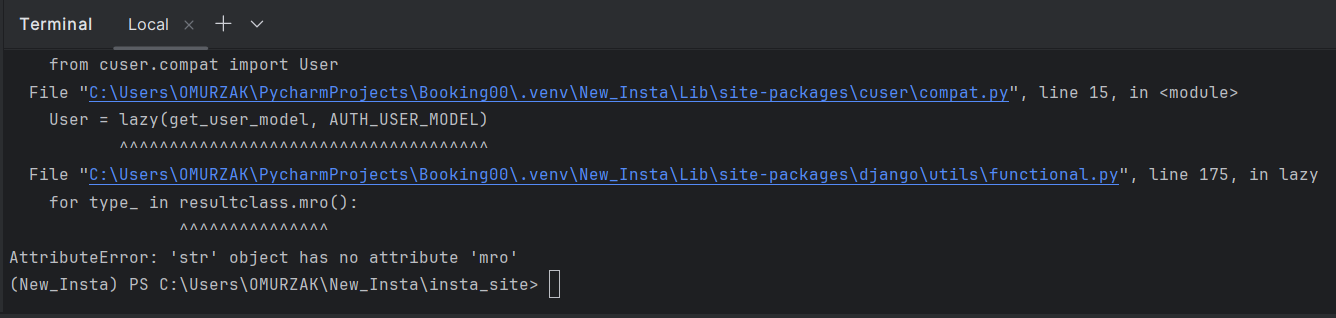 Terminal Local × + ⌄
from cuser.compat import User
File "C:\Users\OMURZAK\PycharmProjects\Booking00\.venv\New_Insta\Lib\site-packages\cuser\compat.py", line 15, in <module>
User = lazy(get_user_model, AUTH_USER_MODEL)
^^^^^^^^^^^^^^^^^^^^^^^^^^^^^^^^^^^^^
File "C:\Users\OMURZAK\PycharmProjects\Booking00\.venv\New_Insta\Lib\site-packages\django\utils\functional.py", line 175, in lazy
for type_ in resultclass.mro():
^^^^^^^^^^^^^^^
AttributeError: 'str' object has no attribute 'mro'
(New_Insta) PS C:\Users\OMURZAK\New_Insta\insta_site>